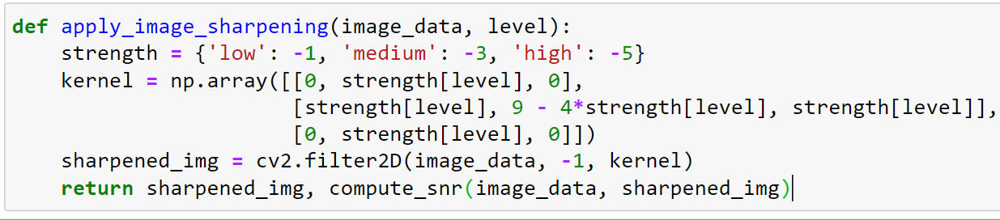 def apply_image_sharpening(image_data, level):
    strength = {'low': -1, 'medium': -3, 'high': -5}
    kernel = np.array([[0, strength[level], 0],
                       [strength[level], 9 - 4*strength[level], strength[level]],
                       [0, strength[level], 0]])
    sharpened_img = cv2.filter2D(image_data, -1, kernel)
    return sharpened_img, compute_snr(image_data, sharpened_img)